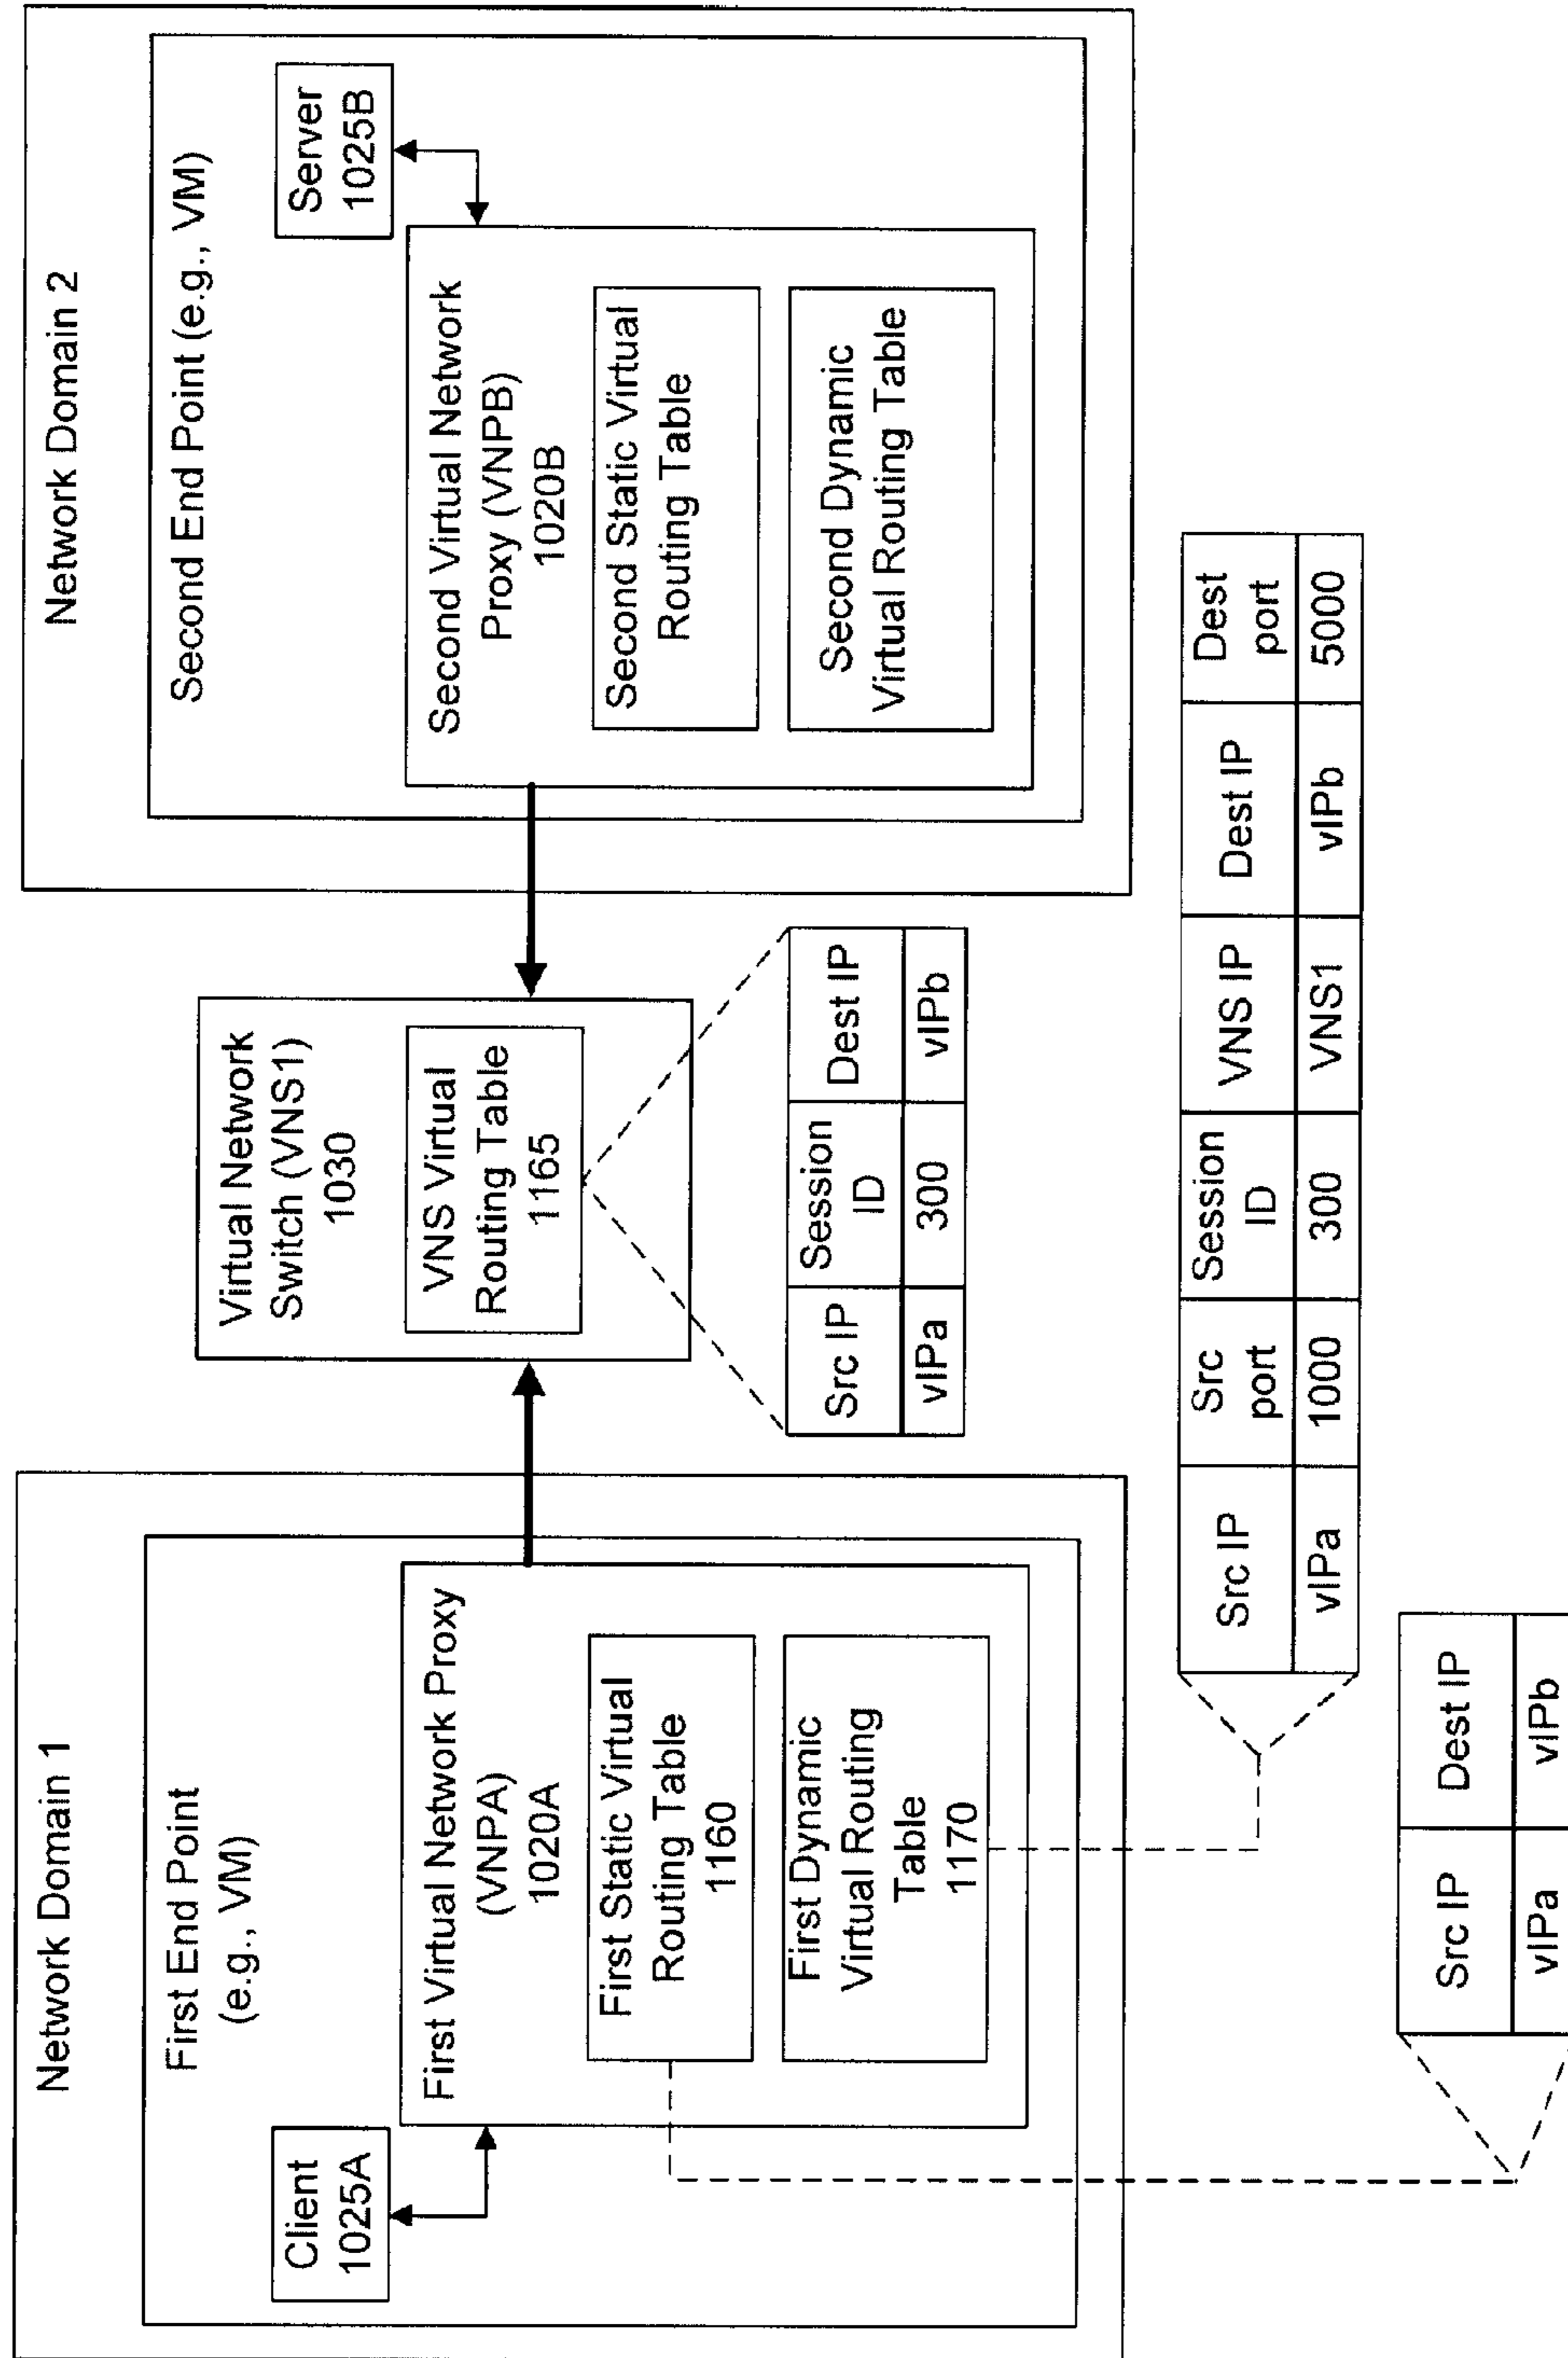 Network Domain 1
First End Point
(e.g., VM)
Client
1025A
First Virtual Network Proxy
(VNPA)
1020A
First Static Virtual
Routing Table
1160
First Dynamic
Virtual Routing
Table
1170
Virtual Network
Switch (VNS1)
1030
VNS Virtual
Routing Table
1165
Src IP
Session
ID
Dest IP
vIPa
300
vIPb
Network Domain 2
Second End Point (e.g., VM)
Server
1025B
Second Virtual Network
Proxy (VNPB)
1020B
Second Static Virtual
Routing Table
Second Dynamic
Virtual Routing Table
Src IP
Src
port
Session
ID
VNS IP
Dest IP
Dest
port
vIPa
1000
300
VNS1
vIPb
5000
Src IP
Dest IP
vIPa
vIPb